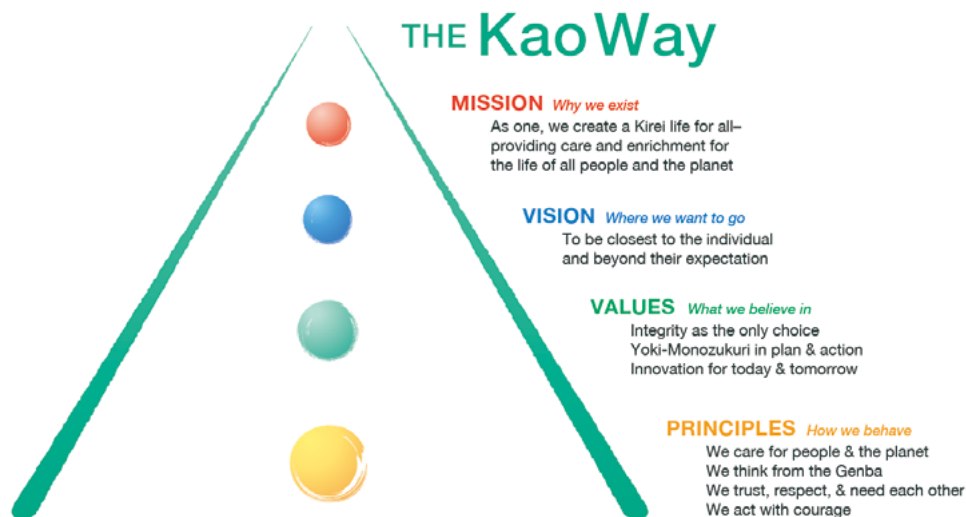 THE Kao Way
MISSION Why we exist
As one, we create a Kirei life for all–
providing care and enrichment for
the life of all people and the planet
VISION Where we want to go
To be closest to the individual
and beyond their expectation
VALUES What we believe in
Integrity as the only choice
Yoki-Monozukuri in plan & action
Innovation for today & tomorrow
PRINCIPLES How we behave
We care for people & the planet
We think from the Genba
We trust, respect, & need each other
We act with courage